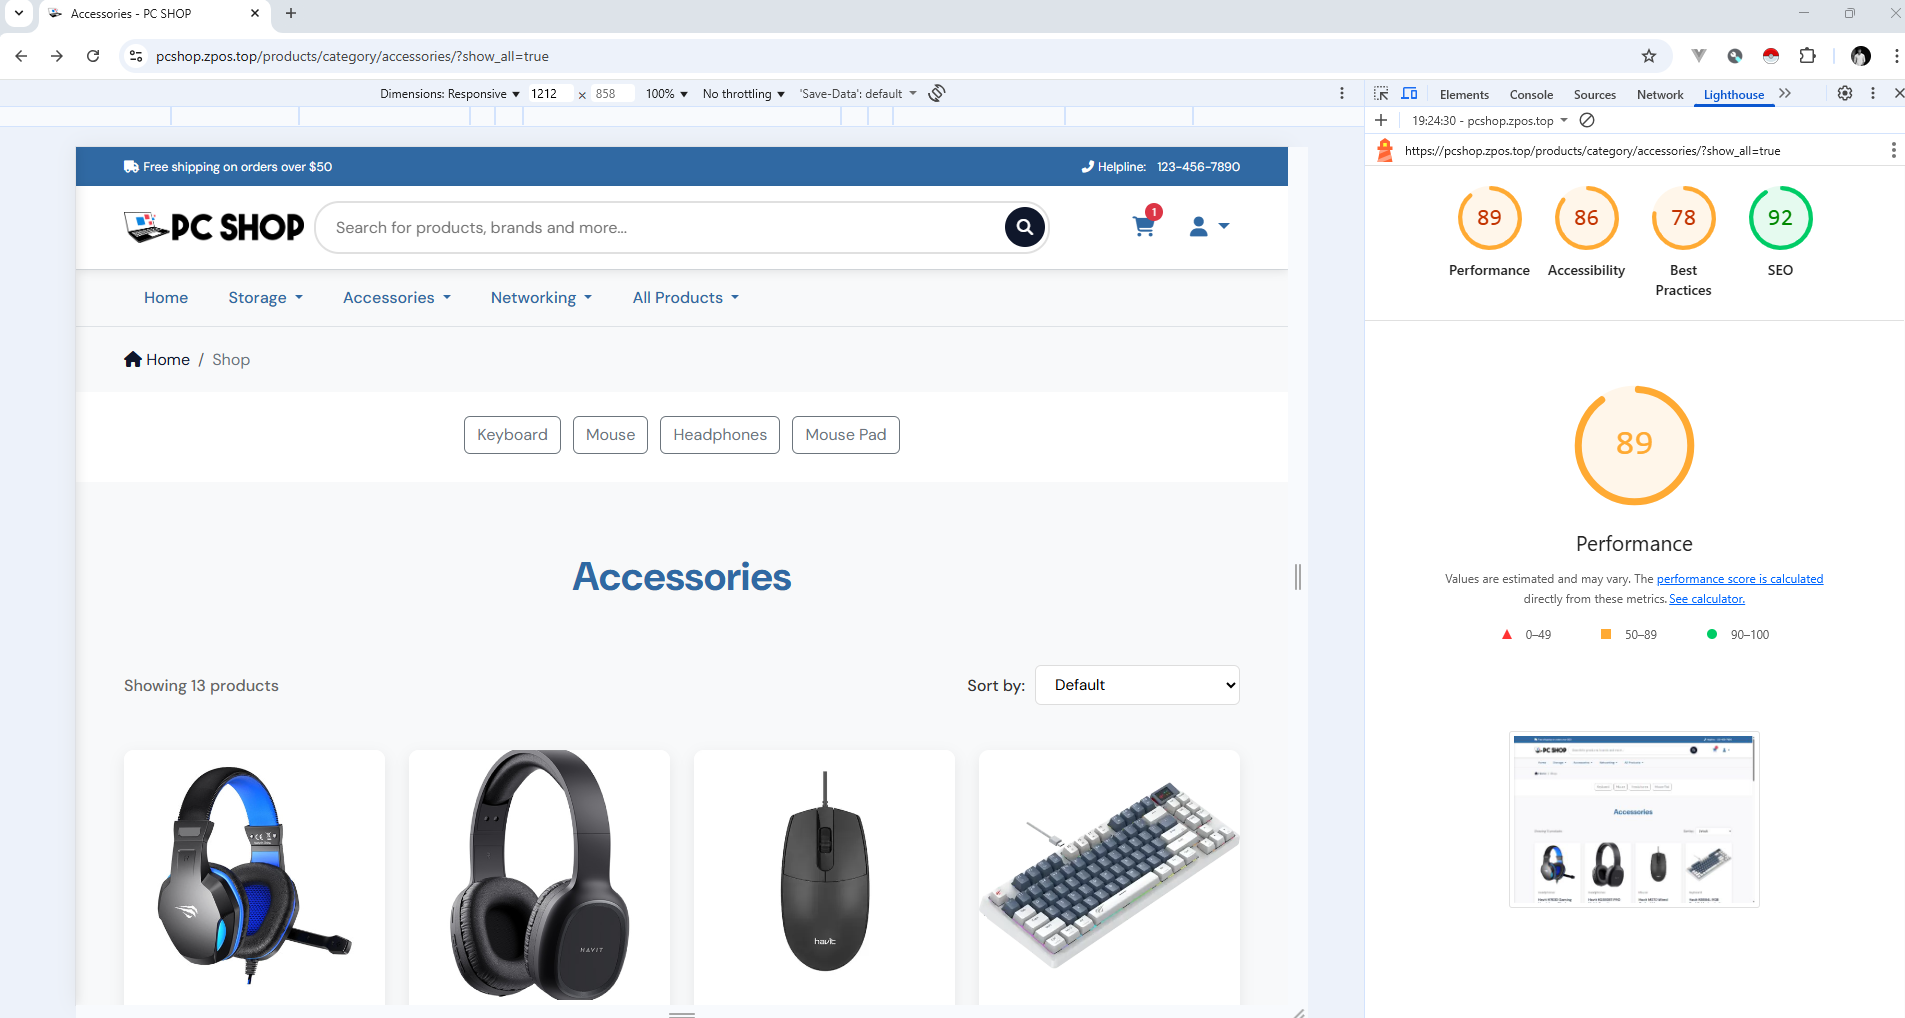 Accessories - PC SHOP
pcshop.zpos.top/products/category/accessories/?show_all=true
Dimensions: Responsive 1212 × 858 100% No throttling 'Save-Data': default
Elements Console Sources Network Lighthouse
19:24:30 - pcshop.zpos.top
https://pcshop.zpos.top/products/category/accessories/?show_all=true
Free shipping on orders over $50
Helpline: 123-456-7890
PC SHOP
Search for products, brands and more...
1
Home Storage Accessories Networking All Products
Home / Shop
Keyboard Mouse Headphones Mouse Pad
Accessories
Showing 13 products
Sort by: Default
HAVIT
havit
89 86 78 92
Performance Accessibility Best Practices SEO
89
Performance
Values are estimated and may vary. The performance score is calculated
directly from these metrics. See calculator.
0–49 50–89 90–100
PC SHOP
Accessories